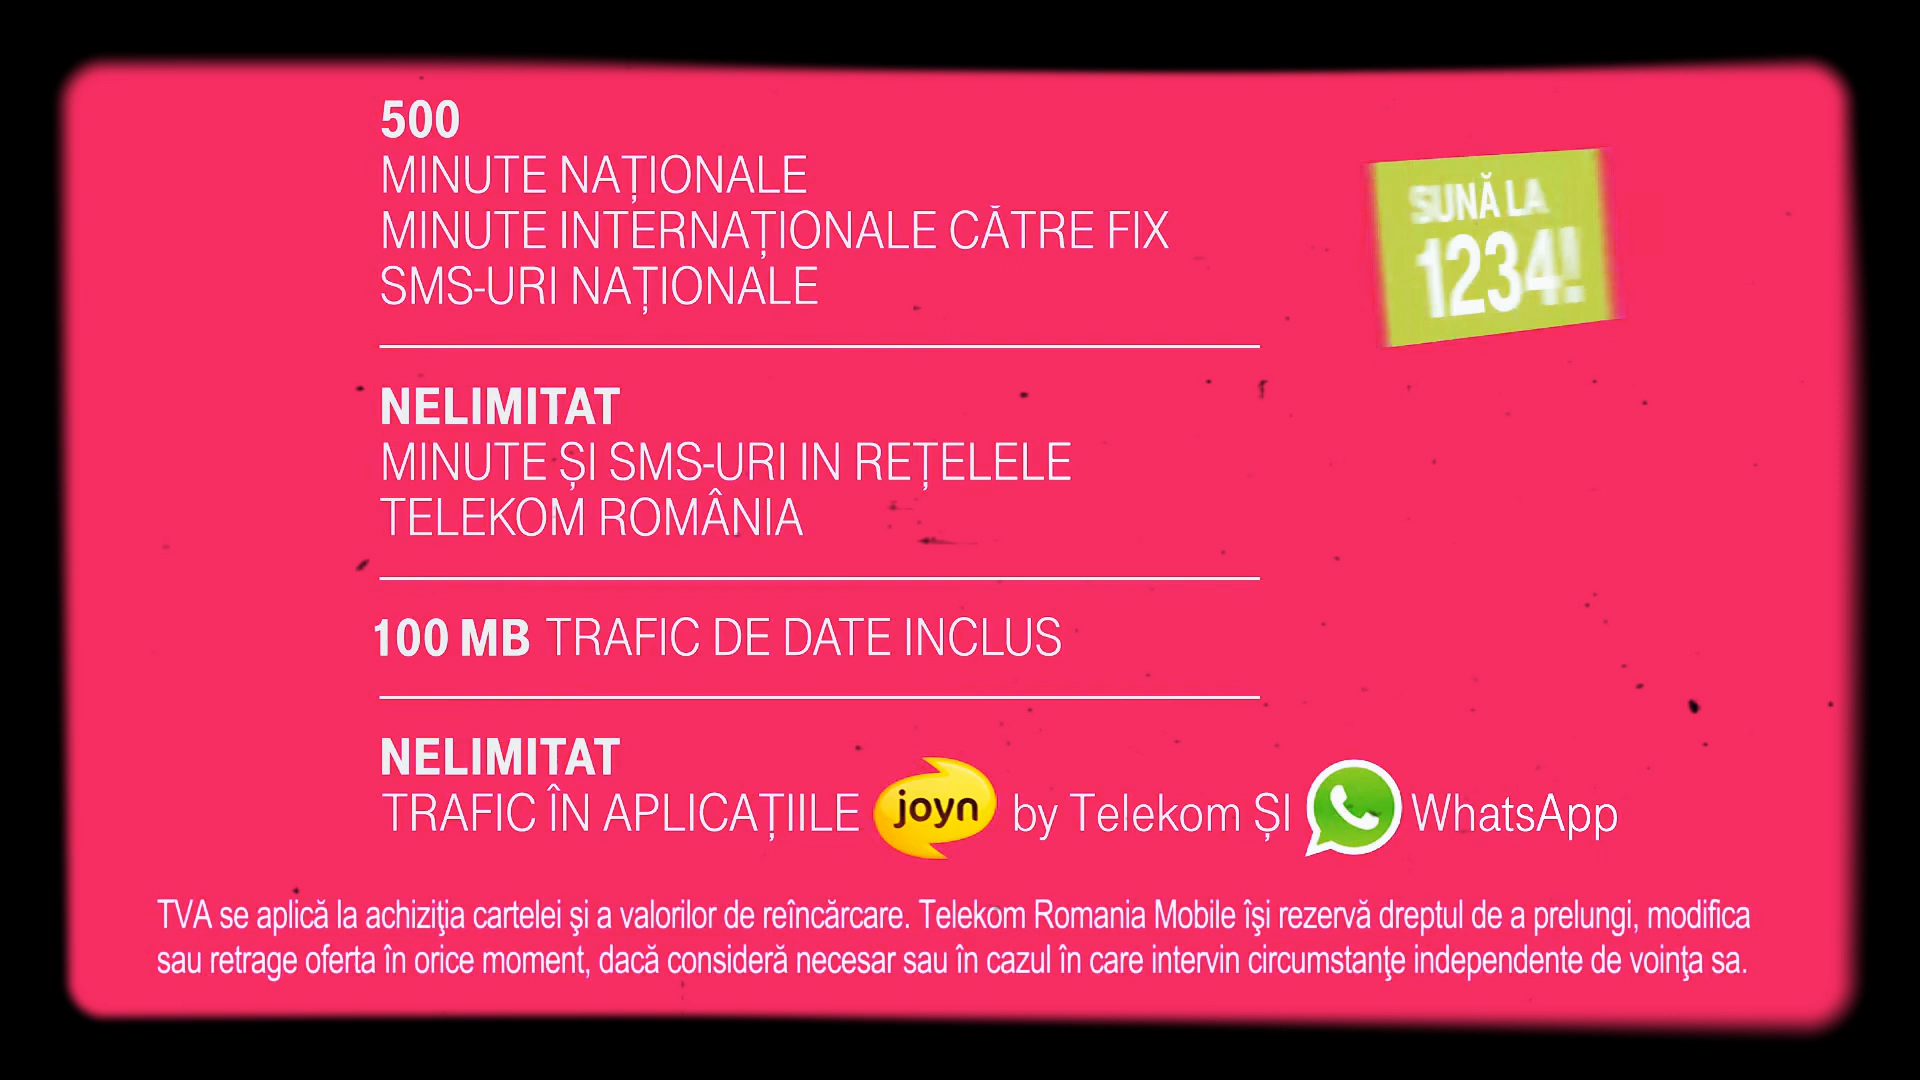 500
MINUTE NAȚIONALE
MINUTE INTERNAȚIONALE CĂTRE FIX
SMS-URI NAȚIONALE
SUNĂ LA
1234!
NELIMITAT
MINUTE ȘI SMS-URI IN REȚELELE
TELEKOM ROMÂNIA
100 MB TRAFIC DE DATE INCLUS
NELIMITAT
TRAFIC ÎN APLICAȚIILE joyn by Telekom ȘI WhatsApp
TVA se aplică la achiziţia cartelei şi a valorilor de reîncărcare. Telekom Romania Mobile îşi rezervă dreptul de a prelungi, modifica
sau retrage oferta în orice moment, dacă consideră necesar sau în cazul în care intervin circumstanţe independente de voinţa sa.